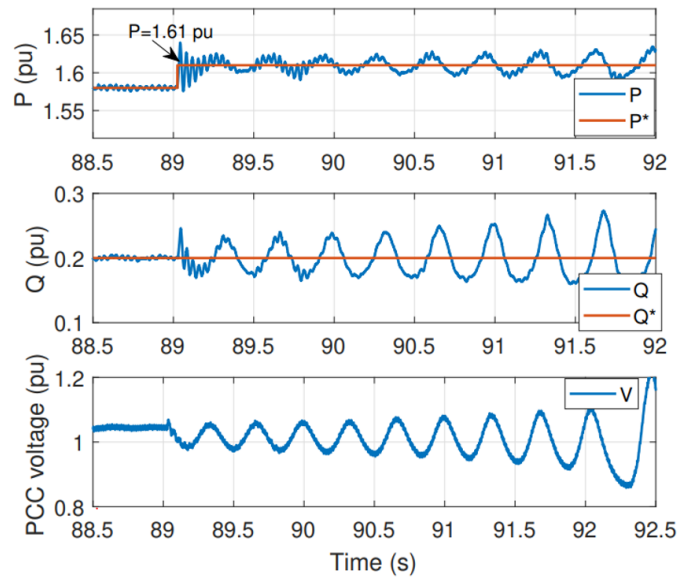 1.65
P=1.61 pu
1.6
1.55
P (pu)
P
P*
88.5 89 89.5 90 90.5 91 91.5 92
0.3
0.2
0.1
Q (pu)
Q
Q*
88.5 89 89.5 90 90.5 91 91.5 92
1.2
1
0.8
PCC voltage (pu)
V
88.5 89 89.5 90 90.5 91 91.5 92 92.5
Time (s)